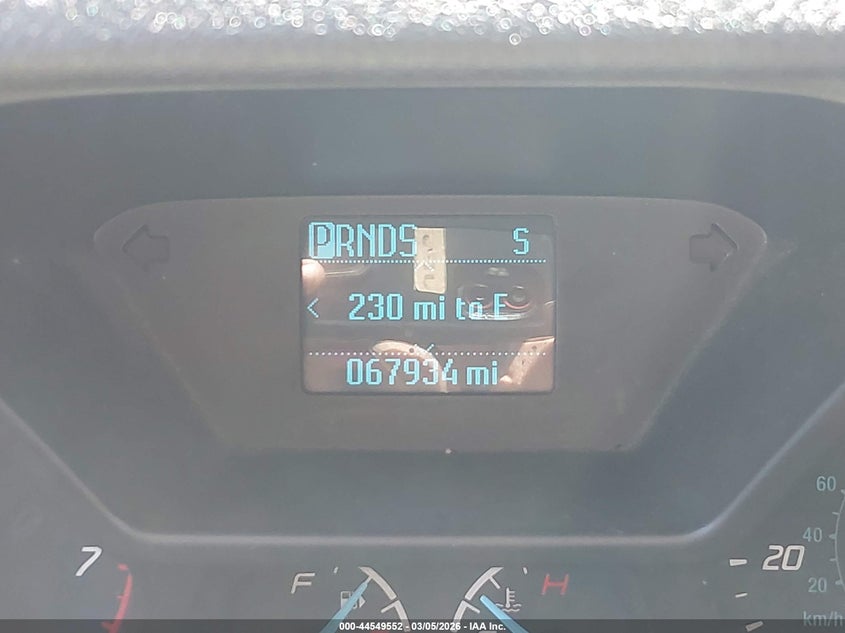 PRNDS S
< 230 mi to E
067934 mi
60
40
20
km/h
7
F
H
20
000-44549552 - 03/05/2026 - IAA Inc.